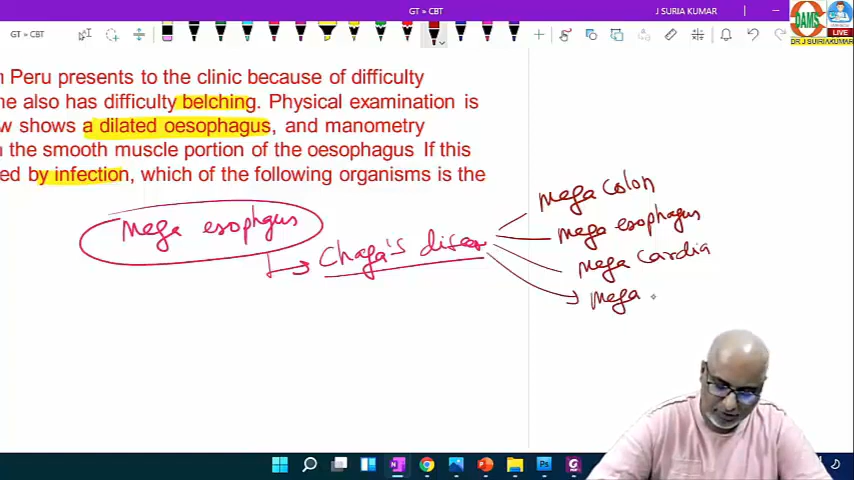 GT » CBT
J SURIA KUMAR
GT » CBT
DAMS
LIVE
DR J SURIAKUMAR
n Peru presents to the clinic because of difficulty
ne also has difficulty belching. Physical examination is
w shows a dilated oesophagus, and manometry
n the smooth muscle portion of the oesophagus If this
ed by infection, which of the following organisms is the
Mega esophgus
Chaga's diseas
Mega Colon
Mega esophagus
Mega Cardia
Mega